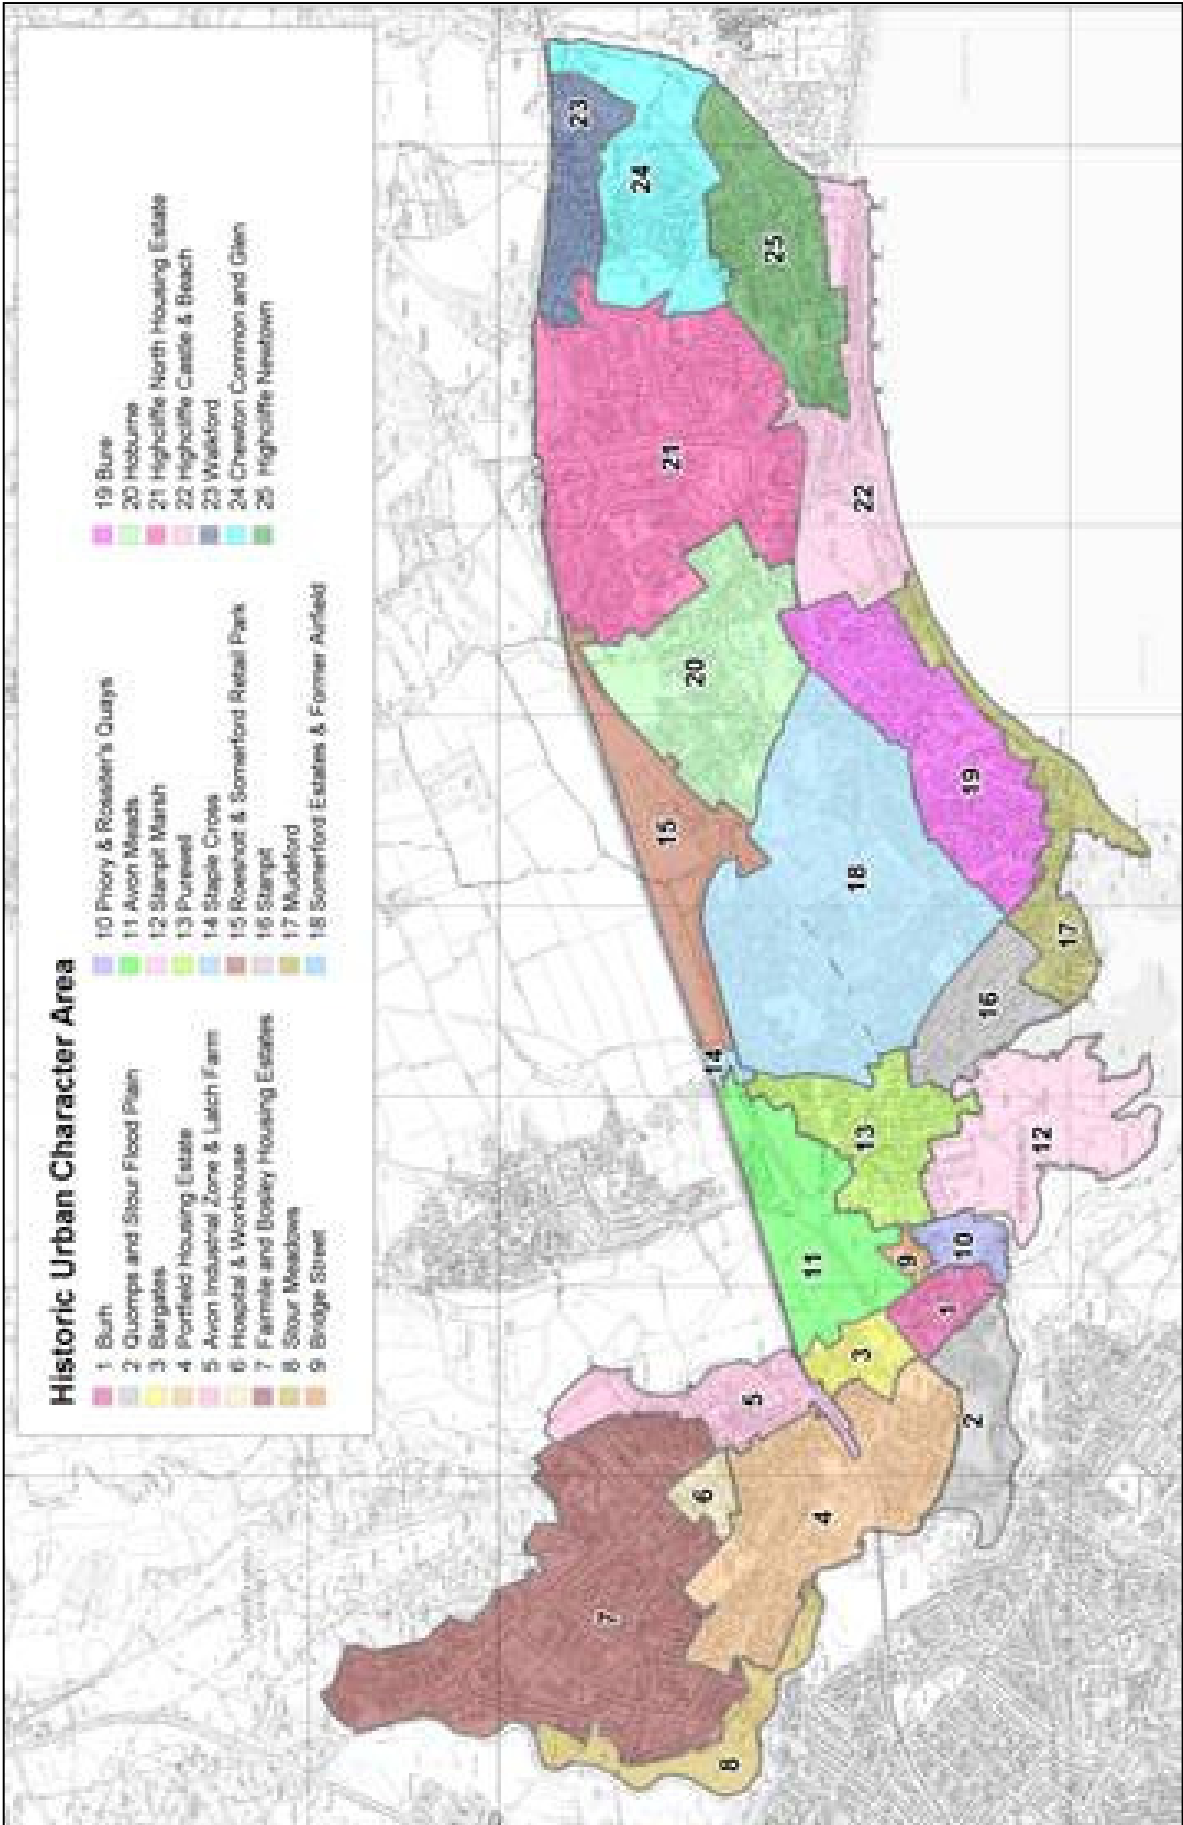 Historic Urban Character Area
1 Burh
2 Quomps and Stour Flood Plain
3 Bargates
4 Portfield Housing Estate
5 Avon Industrial Zone & Latch Farm
6 Hospital & Workhouse
7 Fairmile and Bosley Housing Estates
8 Stour Meadows
9 Bridge Street
10 Priory & Rossiter's Quays
11 Avon Meads
12 Stanpit Marsh
13 Purewell
14 Staple Cross
15 Roeshot & Somerford Retail Park
16 Stanpit
17 Mudeford
18 Somerford Estates & Former Airfield
19 Bure
20 Hoburne
21 Highcliffe North Housing Estate
22 Highcliffe Castle & Beach
23 Walkford
24 Chewton Common and Glen
25 Highcliffe Newtown
7
8
6
5
4
3
2
1
11
9
10
13
12
14
15
18
16
17
20
19
21
22
23
24
25